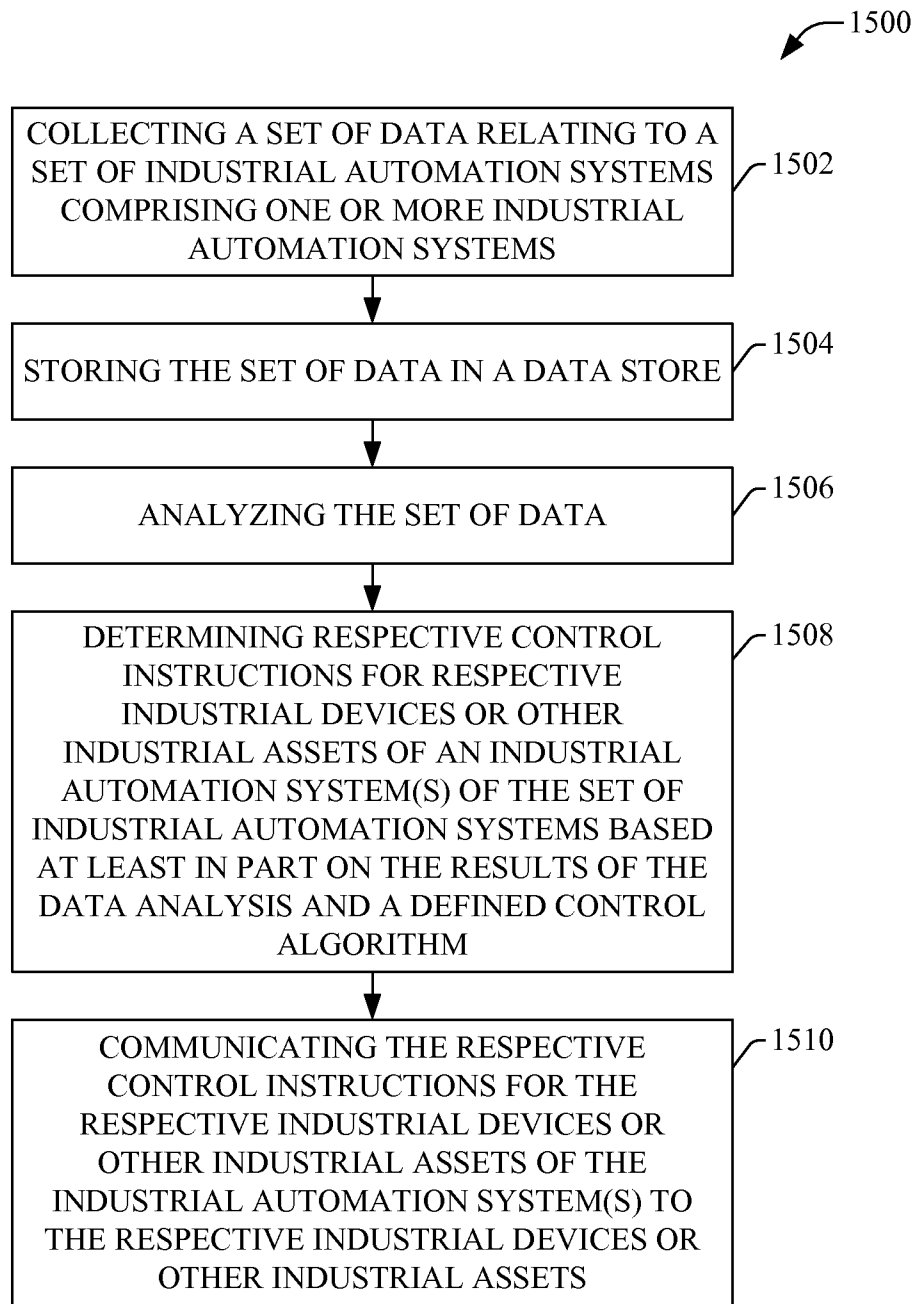 1500
COLLECTING A SET OF DATA RELATING TO A
SET OF INDUSTRIAL AUTOMATION SYSTEMS
COMPRISING ONE OR MORE INDUSTRIAL
AUTOMATION SYSTEMS
1502
STORING THE SET OF DATA IN A DATA STORE
1504
ANALYZING THE SET OF DATA
1506
DETERMINING RESPECTIVE CONTROL
INSTRUCTIONS FOR RESPECTIVE
INDUSTRIAL DEVICES OR OTHER
INDUSTRIAL ASSETS OF AN INDUSTRIAL
AUTOMATION SYSTEM(S) OF THE SET OF
INDUSTRIAL AUTOMATION SYSTEMS BASED
AT LEAST IN PART ON THE RESULTS OF THE
DATA ANALYSIS AND A DEFINED CONTROL
ALGORITHM
1508
COMMUNICATING THE RESPECTIVE
CONTROL INSTRUCTIONS FOR THE
RESPECTIVE INDUSTRIAL DEVICES OR
OTHER INDUSTRIAL ASSETS OF THE
INDUSTRIAL AUTOMATION SYSTEM(S) TO
THE RESPECTIVE INDUSTRIAL DEVICES OR
OTHER INDUSTRIAL ASSETS
1510